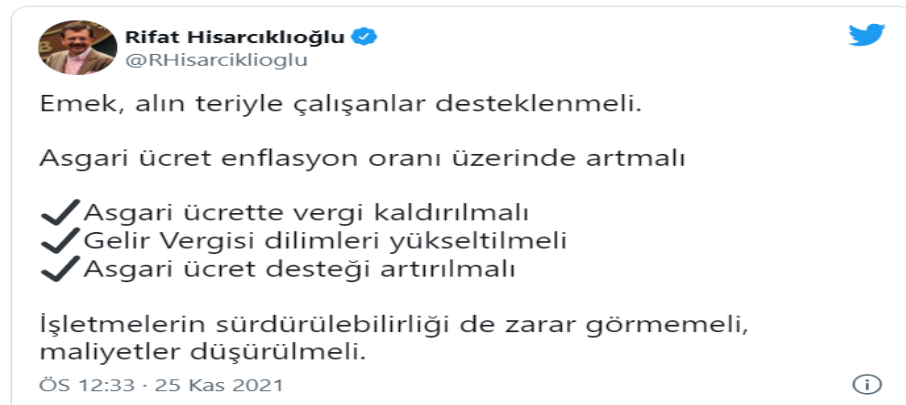 Rifat Hisarcıklıoğlu
@RHisarciklioglu
Emek, alın teriyle çalışanlar desteklenmeli.
Asgari ücret enflasyon oranı üzerinde artmalı
✔Asgari ücrette vergi kaldırılmalı
✔Gelir Vergisi dilimleri yükseltilmeli
✔Asgari ücret desteği artırılmalı
İşletmelerin sürdürülebilirliği de zarar görmemeli,
maliyetler düşürülmeli.
ÖS 12:33 · 25 Kas 2021